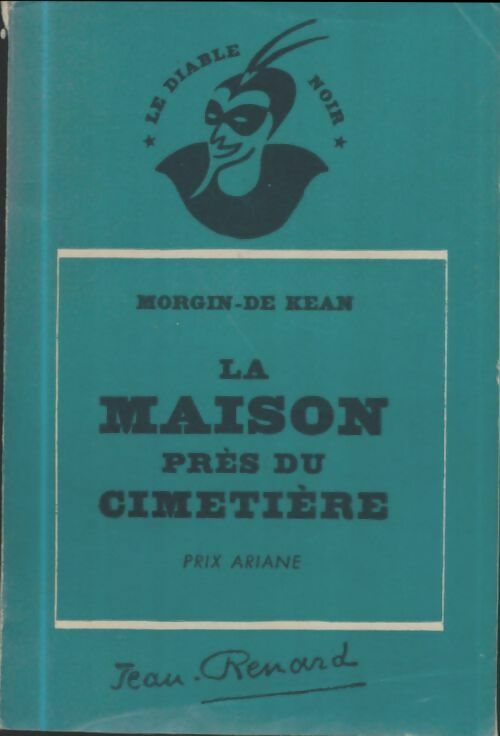 ★ LE DIABLE NOIR ★
MORGIN-DE KEAN
LA
MAISON
PRÈS DU
CIMETIÈRE
PRIX ARIANE
Jean-Renard